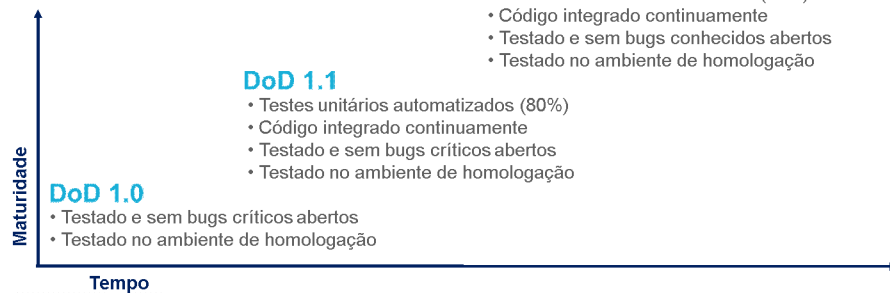 • Código integrado continuamente
• Testado e sem bugs conhecidos abertos
• Testado no ambiente de homologação
DoD 1.1
• Testes unitários automatizados (80%)
• Código integrado continuamente
• Testado e sem bugs críticos abertos
• Testado no ambiente de homologação
Maturidade
DoD 1.0
• Testado e sem bugs críticos abertos
• Testado no ambiente de homologação
Tempo